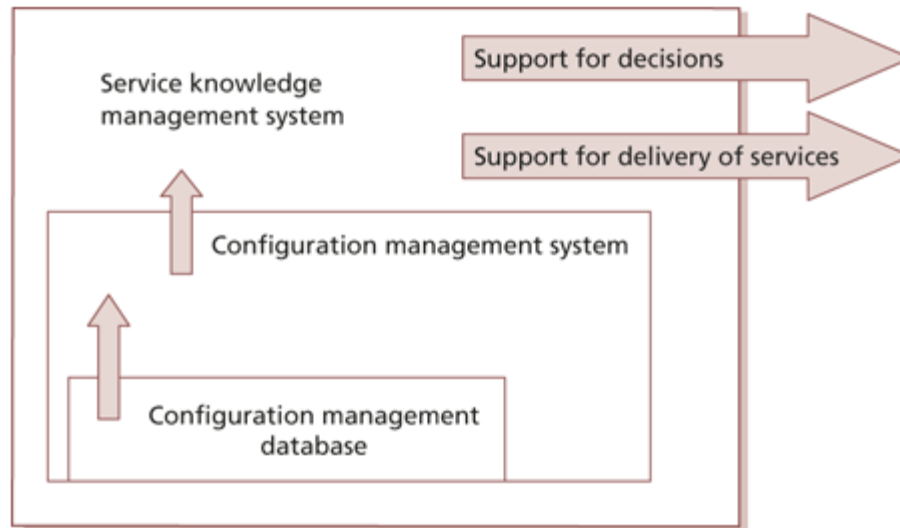 Support for decisions
Service knowledge
management system
Support for delivery of services
Configuration management system
Configuration management
database